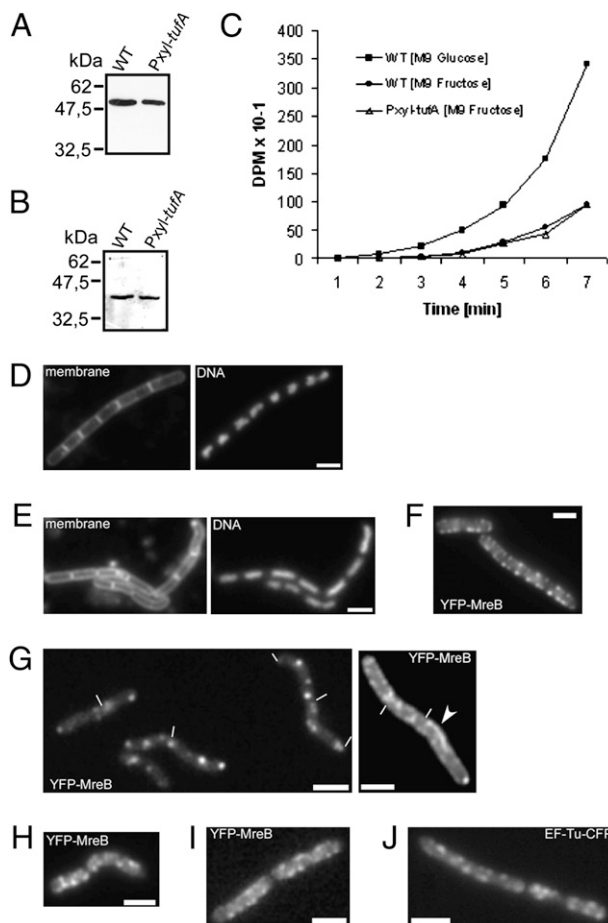 A
kDa
WT
Pxyl-tufA
62
47,5
32,5
B
kDa
WT
Pxyl-tufA
62
47,5
32,5
C
400
350
300
250
200
150
100
50
0
DPM x 10-1
WT [M9 Glucose]
WT [M9 Fructose]
Pxyl-tufA [M9 Fructose]
1 2 3 4 5 6 7
Time [min]
D
membrane
DNA
E
membrane
DNA
F
YFP-MreB
G
YFP-MreB
YFP-MreB
H
YFP-MreB
I
YFP-MreB
J
EF-Tu-CFP